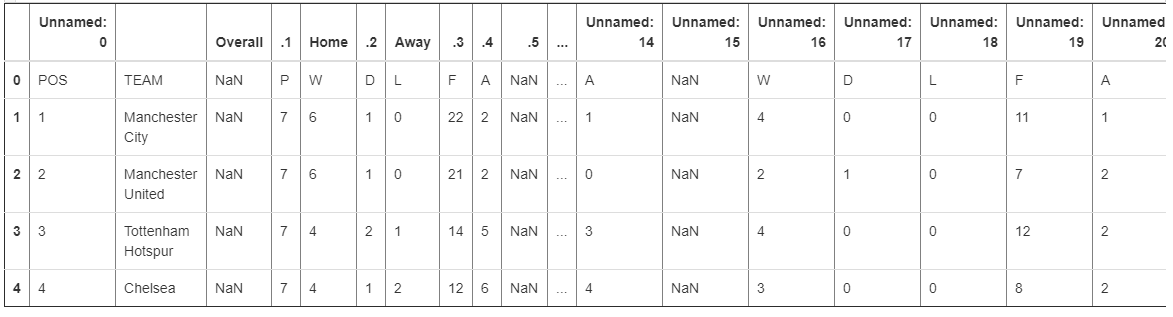 Unnamed: 0 Overall .1 Home .2 Away .3 .4 .5 ... Unnamed: 14 Unnamed: 15 Unnamed: 16 Unnamed: 17 Unnamed: 18 Unnamed: 19 Unnamed: 20
0 POS TEAM NaN P W D L F A NaN ... A NaN W D L F A
1 1 Manchester City NaN 7 6 1 0 22 2 NaN ... 1 NaN 4 0 0 11 1
2 2 Manchester United NaN 7 6 1 0 21 2 NaN ... 0 NaN 2 1 0 7 2
3 3 Tottenham Hotspur NaN 7 4 2 1 14 5 NaN ... 3 NaN 4 0 0 12 2
4 4 Chelsea NaN 7 4 1 2 12 6 NaN ... 4 NaN 3 0 0 8 2